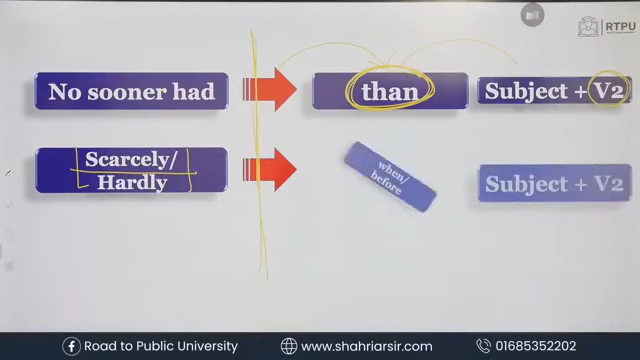 RTPU
No sooner had
than
Subject + V2
Scarcely/
Hardly
when/
before
Subject + V2
Road to Public University
www.shahriarsir.com
01685352202